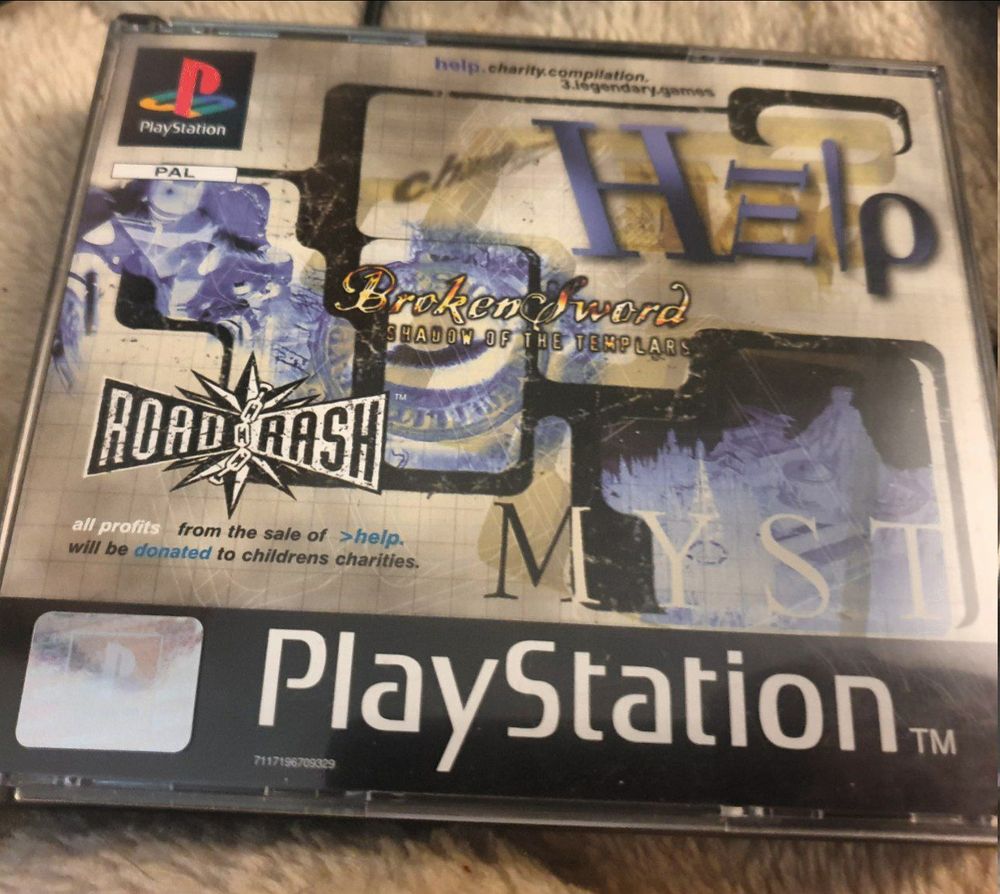 help.charity.compilation.
3.legendary.games
PlayStation
PAL
HElp
Broken Sword
SHADOW OF THE TEMPLARS
ROAD RASH™
all profits from the sale of >help.
will be donated to childrens charities.
MYST
PlayStation™
7117196709329